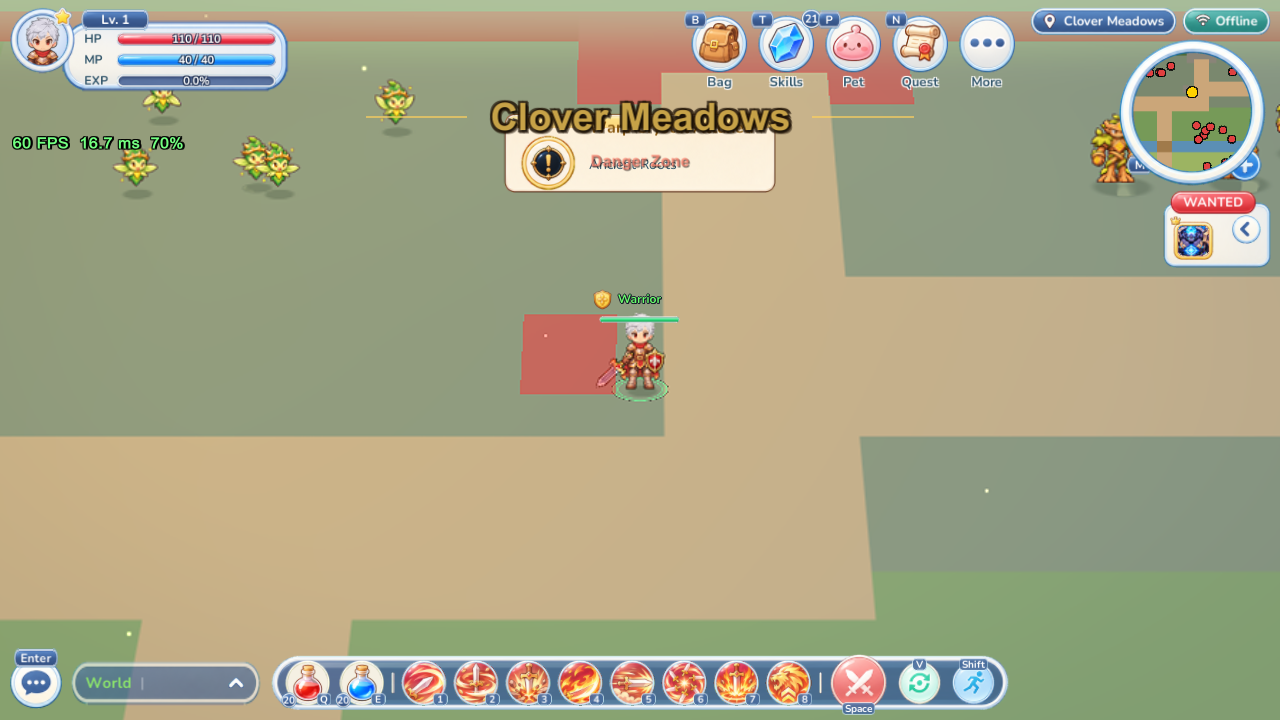 Lv. 1
HP 110 / 110
MP 40 / 40
EXP 0.0%
60 FPS 16.7 ms 70%
B
T
21
P
N
Bag
Skills
Pet
Quest
More
Clover Meadows
Offline
Clover Meadows
Danger Zone
Ancient Roots
M
WANTED
Warrior
Enter
World
20
Q
20
E
1
2
3
4
5
6
7
8
Space
V
Shift